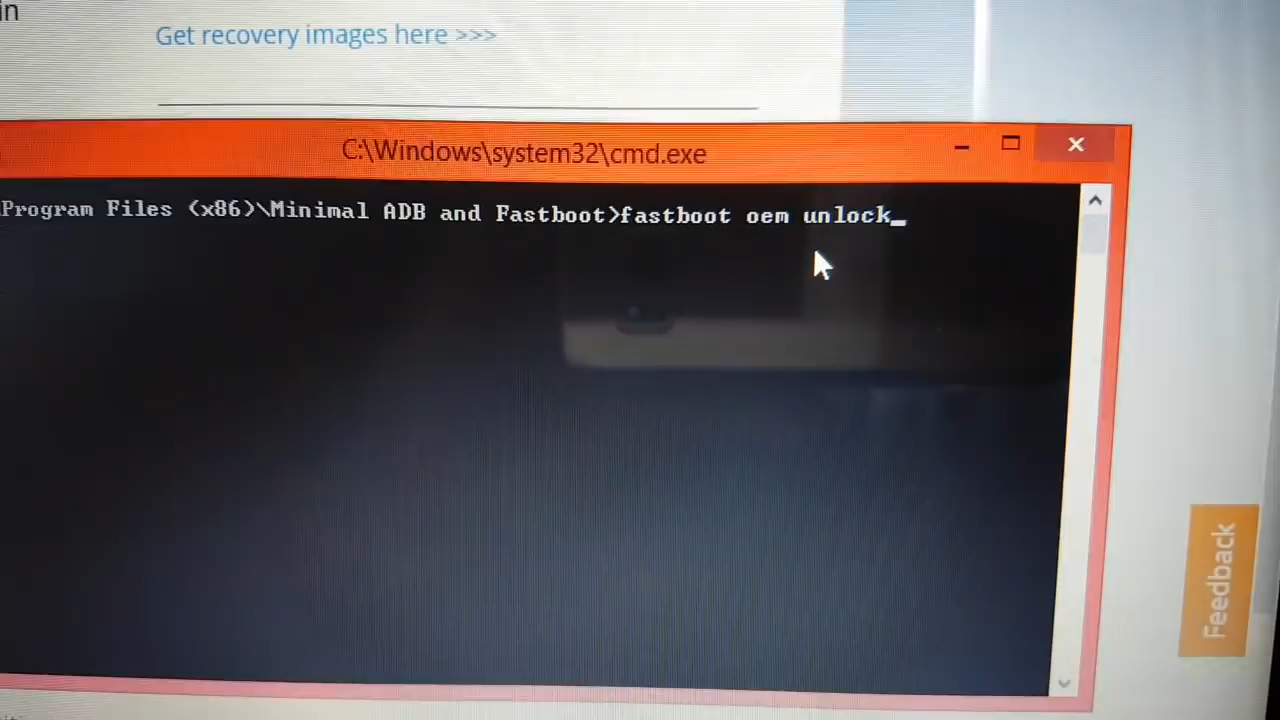 in
Get recovery images here >>>
C:\Windows\system32\cmd.exe
Program Files (x86)\Minimal ADB and Fastboot>fastboot oem unlock_
Feedback